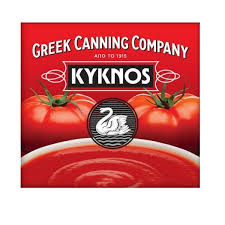 GREEK CANNING COMPANY
ΑΠΟ ΤΟ 1915
KYKNOS